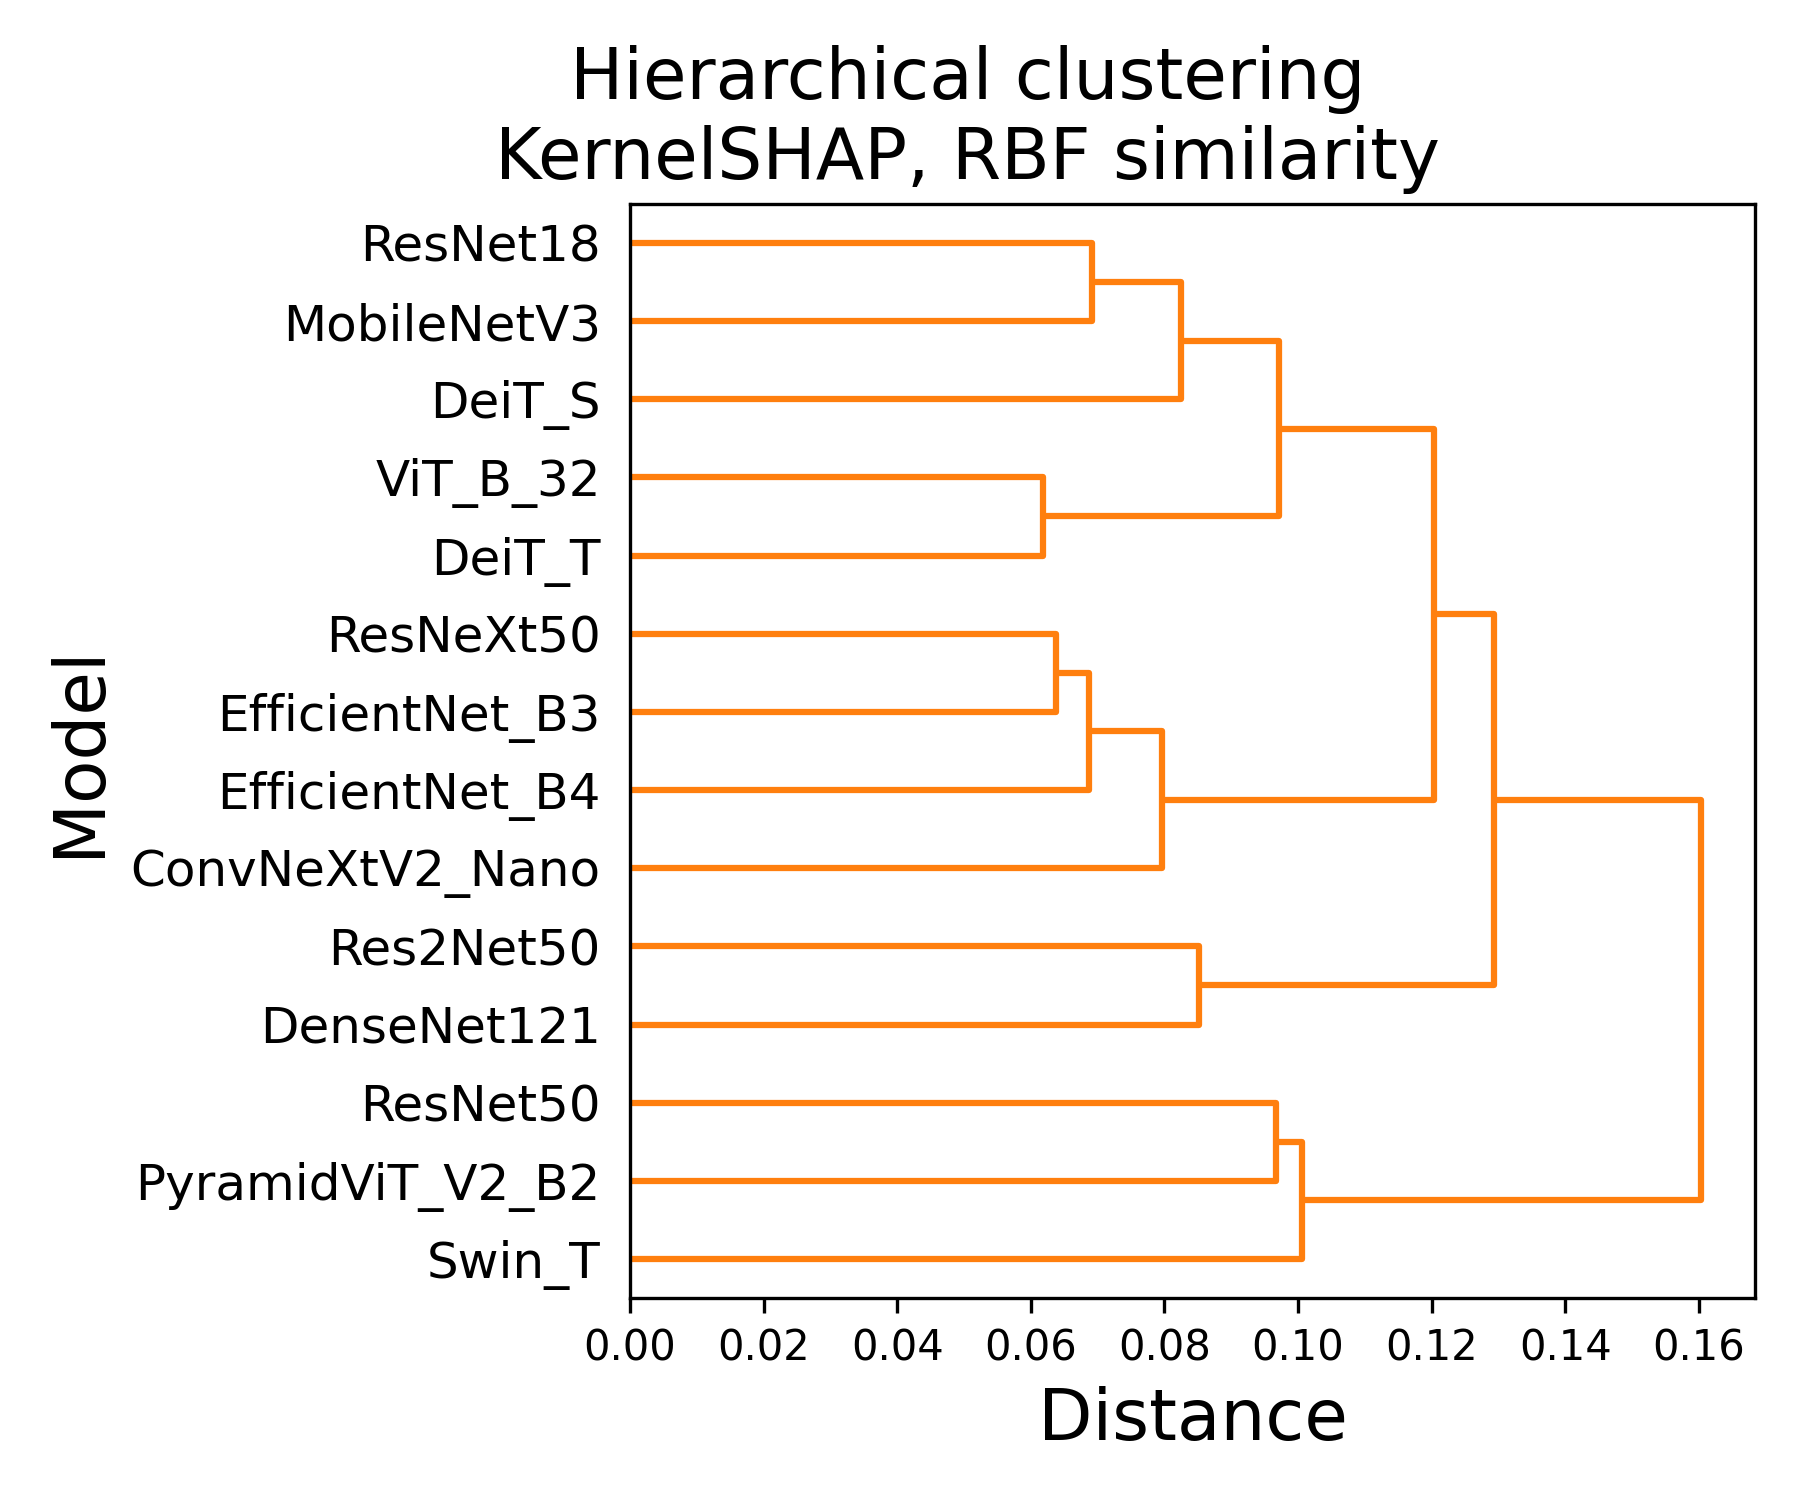 Hierarchical clustering
KernelSHAP, RBF similarity
ResNet18
MobileNetV3
DeiT_S
ViT_B_32
DeiT_T
ResNeXt50
EfficientNet_B3
EfficientNet_B4
ConvNeXtV2_Nano
Res2Net50
DenseNet121
ResNet50
PyramidViT_V2_B2
Swin_T
Model
0.00 0.02 0.04 0.06 0.08 0.10 0.12 0.14 0.16
Distance